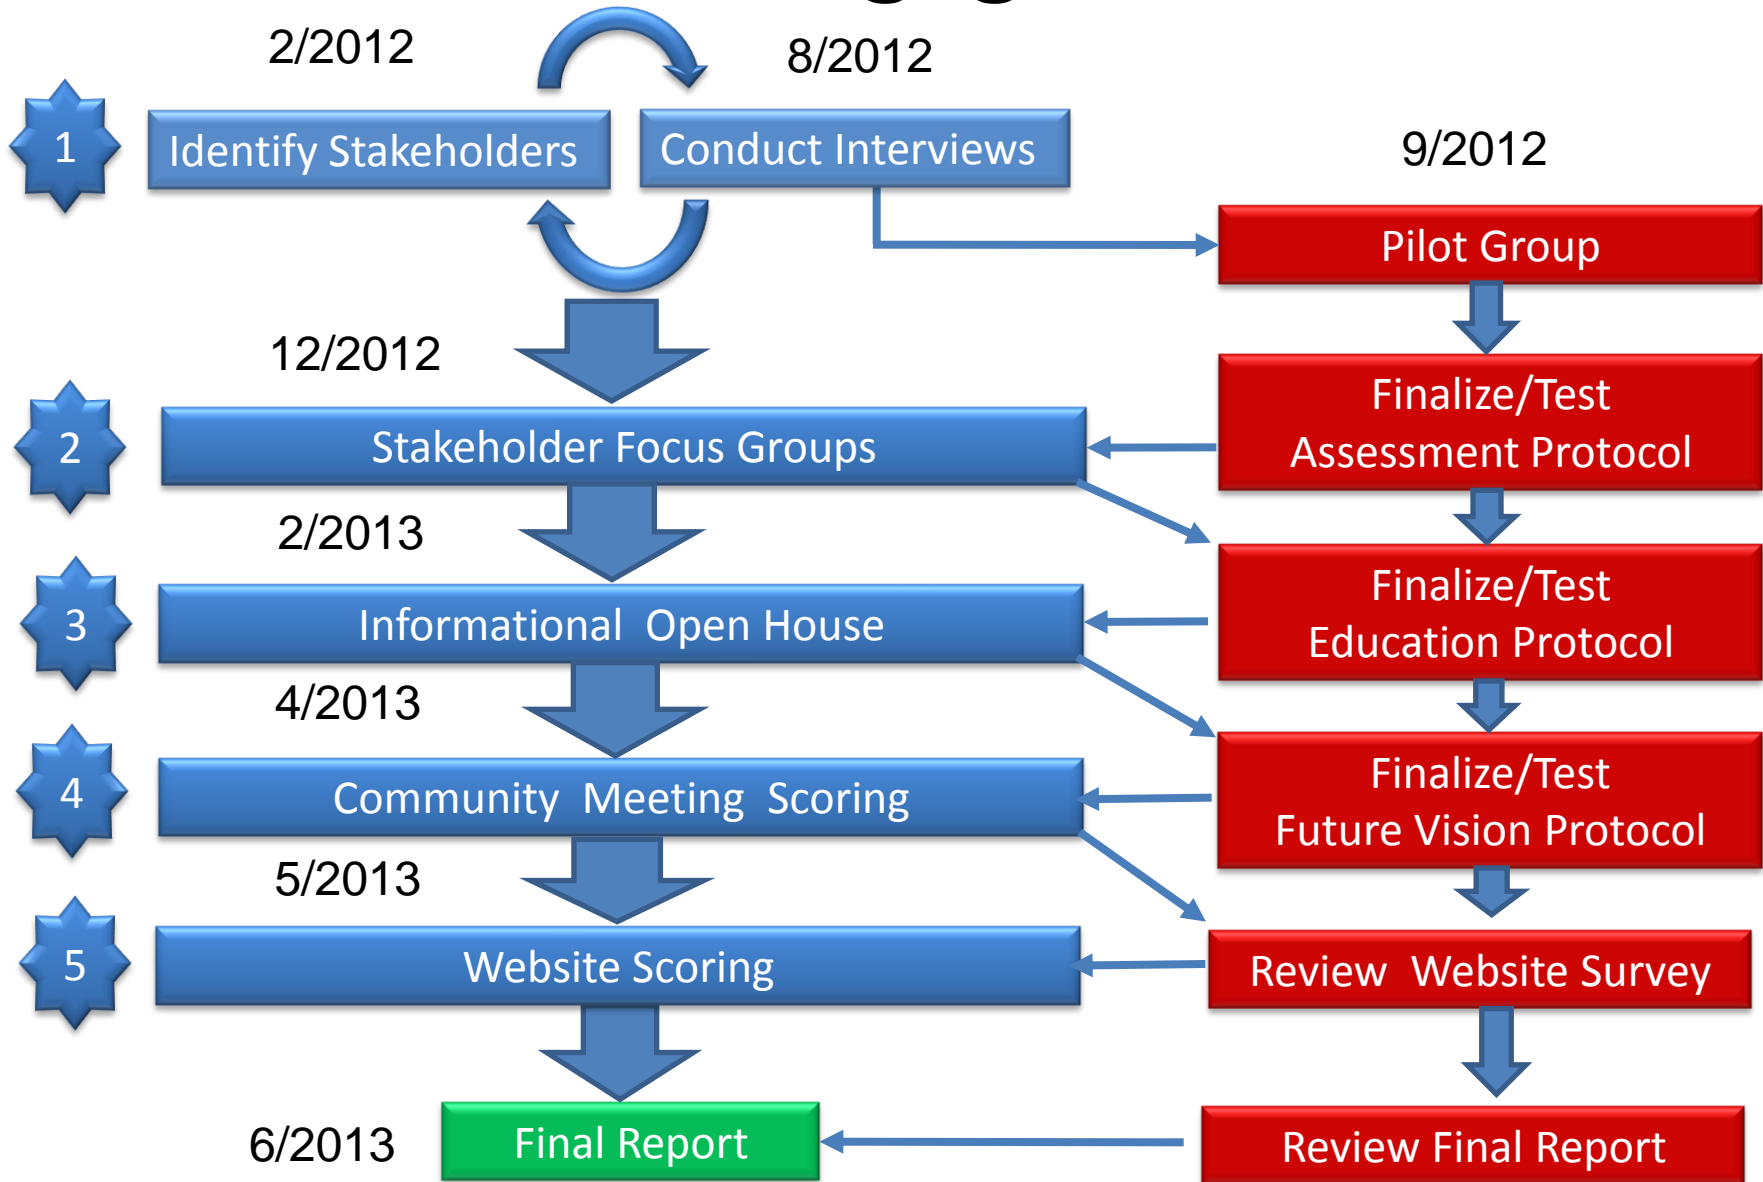 2/2012
8/2012
1
Identify Stakeholders
Conduct Interviews
9/2012
Pilot Group
12/2012
Finalize/Test
Assessment Protocol
2
Stakeholder Focus Groups
2/2013
Finalize/Test
Education Protocol
3
Informational Open House
4/2013
Finalize/Test
Future Vision Protocol
4
Community Meeting Scoring
5/2013
5
Website Scoring
Review Website Survey
6/2013
Final Report
Review Final Report